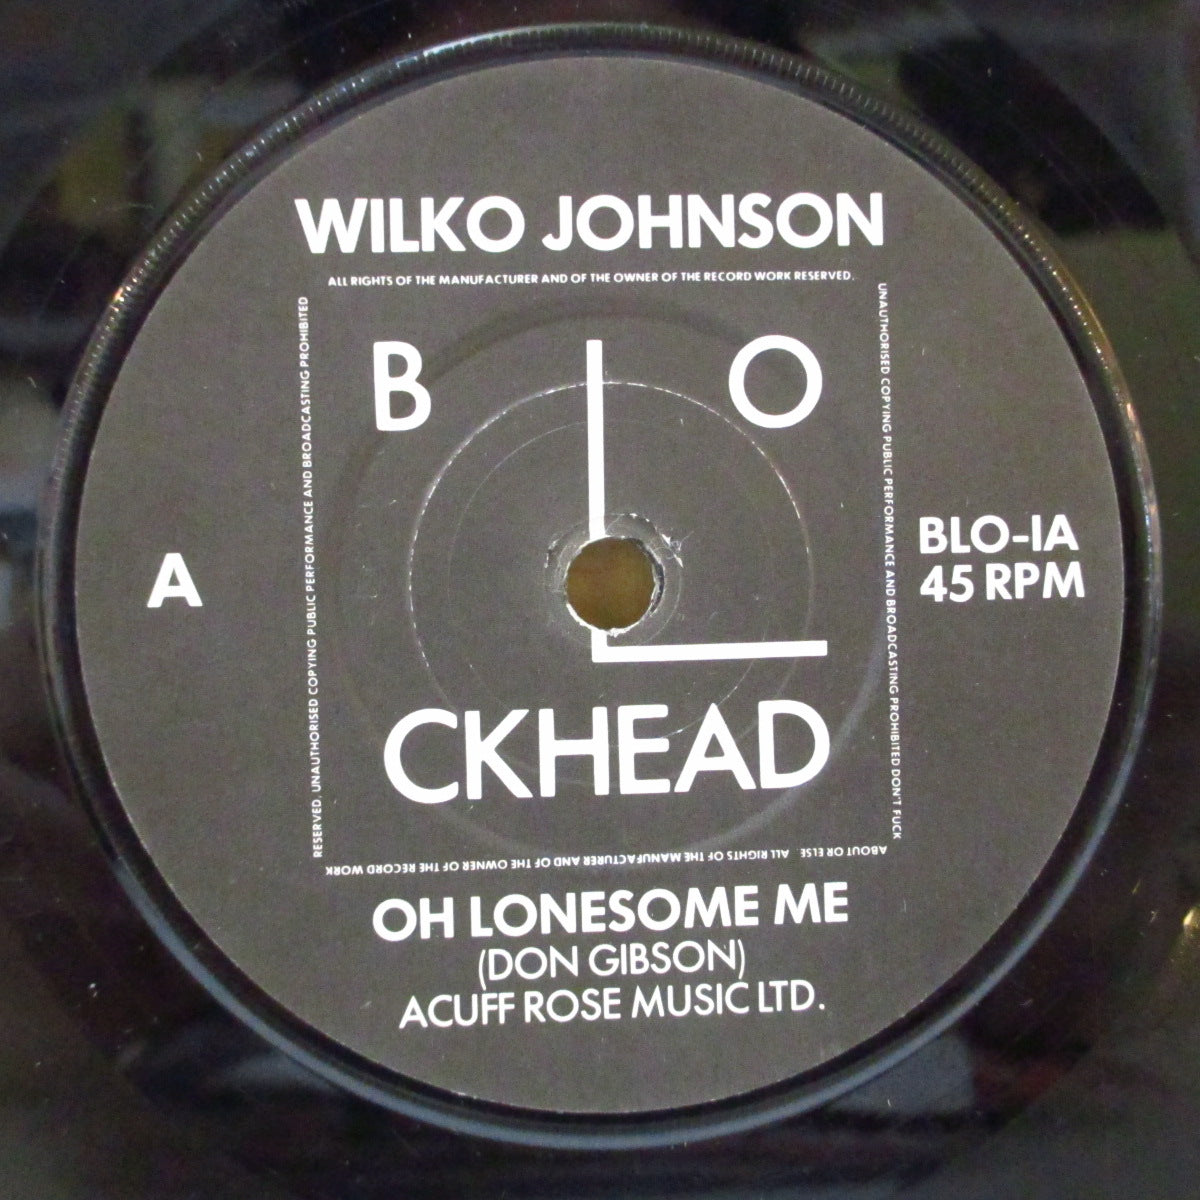 WILKO JOHNSON
ALL RIGHTS OF THE MANUFACTURER AND OF THE OWNER OF THE RECORD WORK RESERVED.
UNAUTHORISED COPYING PUBLIC PERFORMANCE AND BROADCASTING PROHIBITED DON'T FUCK
ABOUT OR ELSE. ALL RIGHTS OF THE MANUFACTURER AND OF THE OWNER OF THE RECORD WORK
RESERVED. UNAUTHORISED COPYING PUBLIC PERFORMANCE AND BROADCASTING PROHIBITED
B L O
CKHEAD
A
BLO-1A
45 RPM
OH LONESOME ME
(DON GIBSON)
ACUFF ROSE MUSIC LTD.